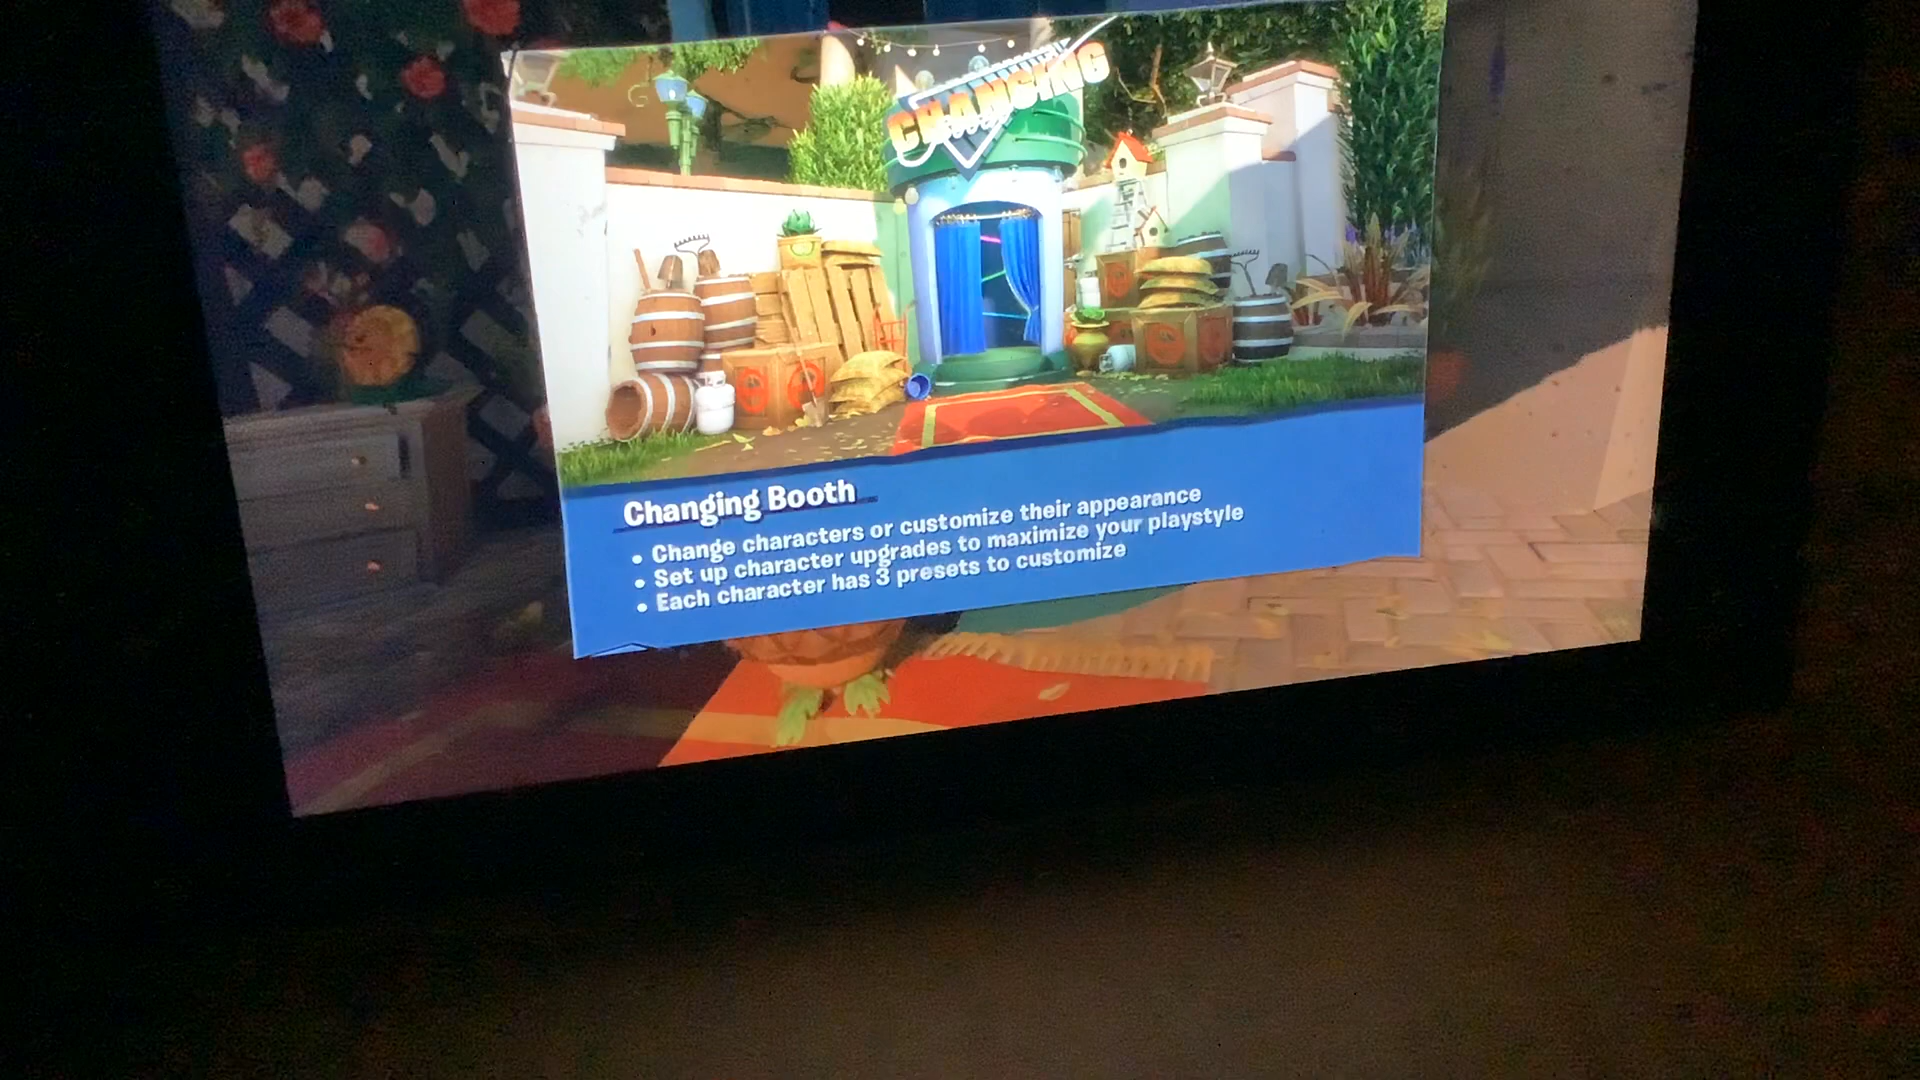 CHANGING
Changing Booth
• Change characters or customize their appearance
• Set up character upgrades to maximize your playstyle
• Each character has 3 presets to customize